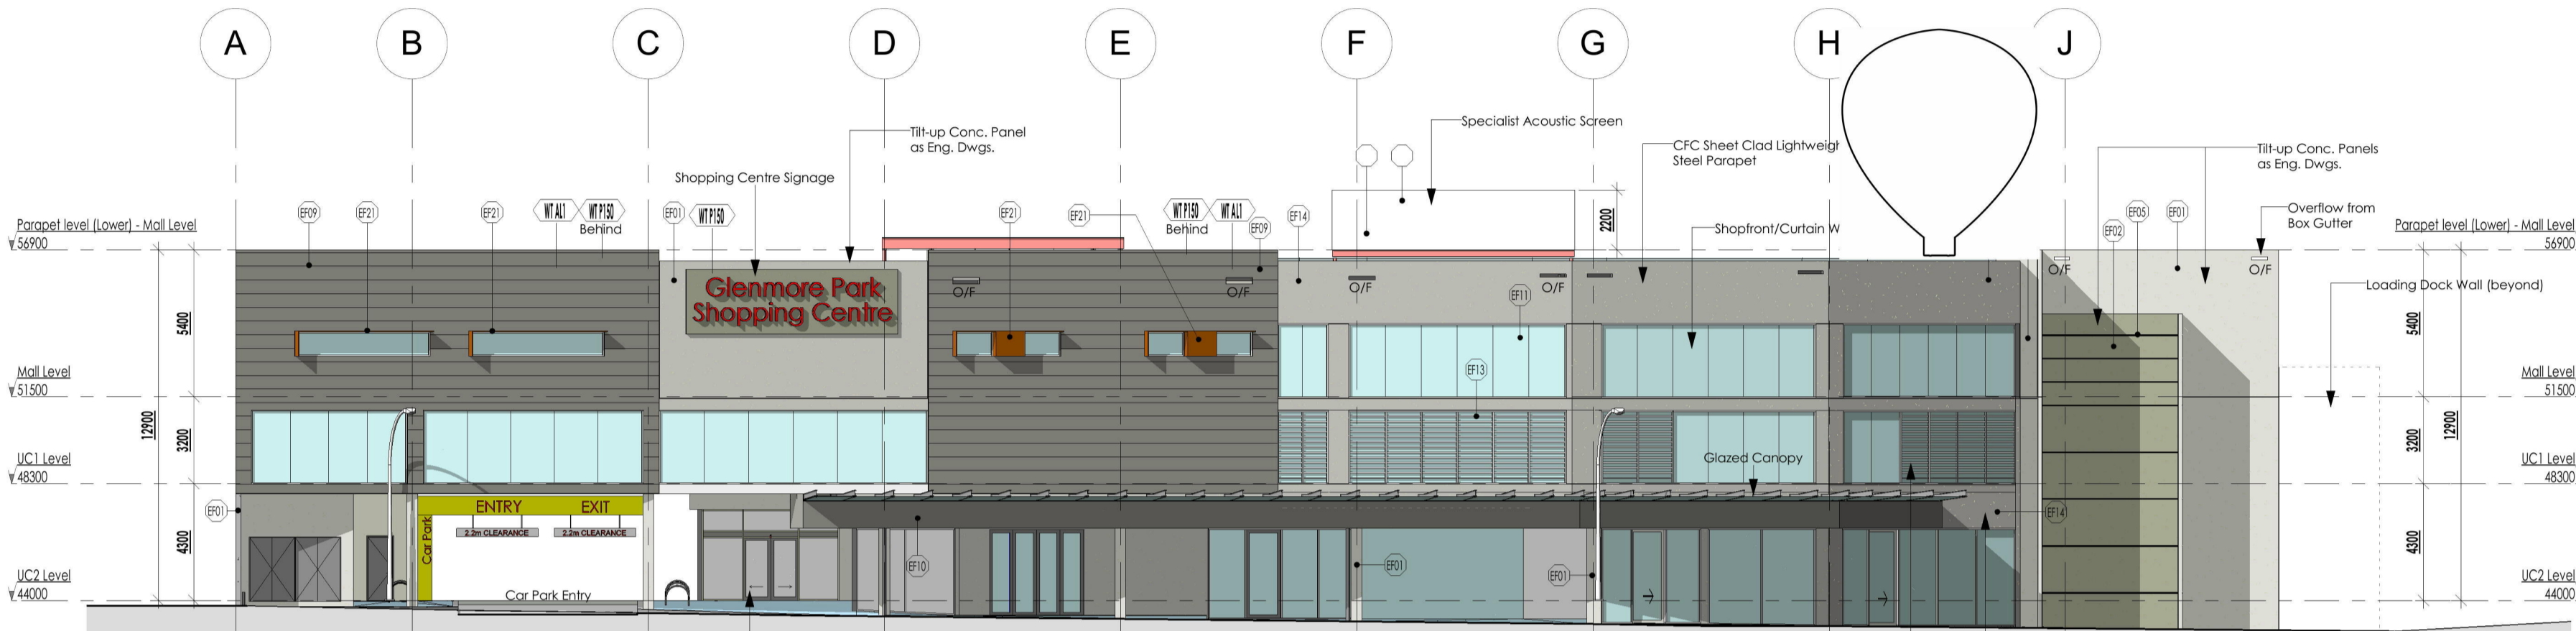 A B C D E F G H J
Tilt-up Conc. Panel
as Eng. Dwgs.
Specialist Acoustic Screen
CFC Sheet Clad Lightweigh
Steel Parapet
Tilt-up Conc. Panels
as Eng. Dwgs.
Shopping Centre Signage
Overflow from
Box Gutter
Parapet level (Lower) - Mall Level
56900
EF09 EF21 EF21 WT AL1 WT P150
Behind
EF01 WT P150
EF21 EF21
WT P150 WT AL1
Behind
EF09 EF14
2200
Shopfront/Curtain W
EF02 EF05 EF01
Parapet level (Lower) - Mall Level
56900
O/F O/F O/F O/F O/F O/F
Glenmore Park
Shopping Centre
EF11
Loading Dock Wall (beyond)
5400
5400
EF13
Mall Level
51500
Mall Level
51500
12900
3200
3200
12900
UC1 Level
48300
Glazed Canopy
UC1 Level
48300
EF01
ENTRY EXIT
2.2m CLEARANCE 2.2m CLEARANCE
Car Park
EF14
4300
4300
EF10 EF01 EF01
UC2 Level
44000
Car Park Entry
UC2 Level
44000